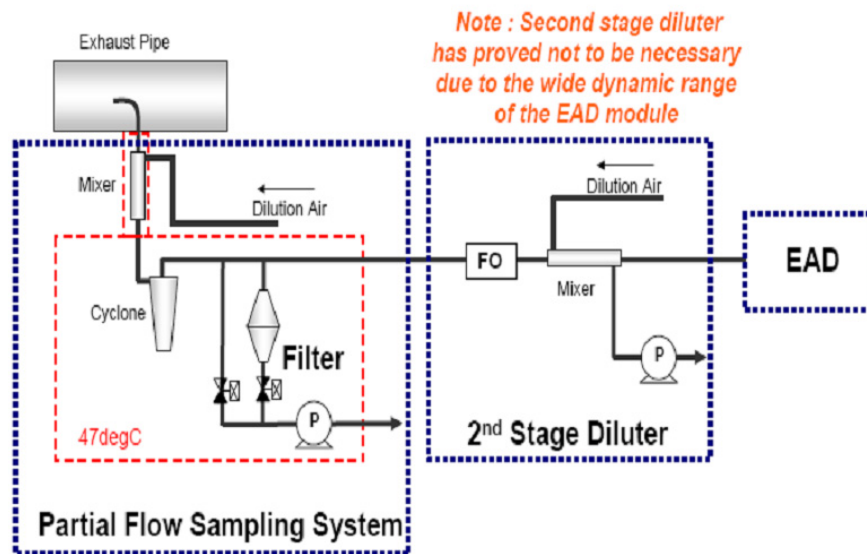 Exhaust Pipe
Note : Second stage diluter
has proved not to be necessary
due to the wide dynamic range
of the EAD module
Mixer
Dilution Air
Dilution Air
FO
Mixer
EAD
Cyclone
Filter
P
P
47degC
2nd Stage Diluter
Partial Flow Sampling System